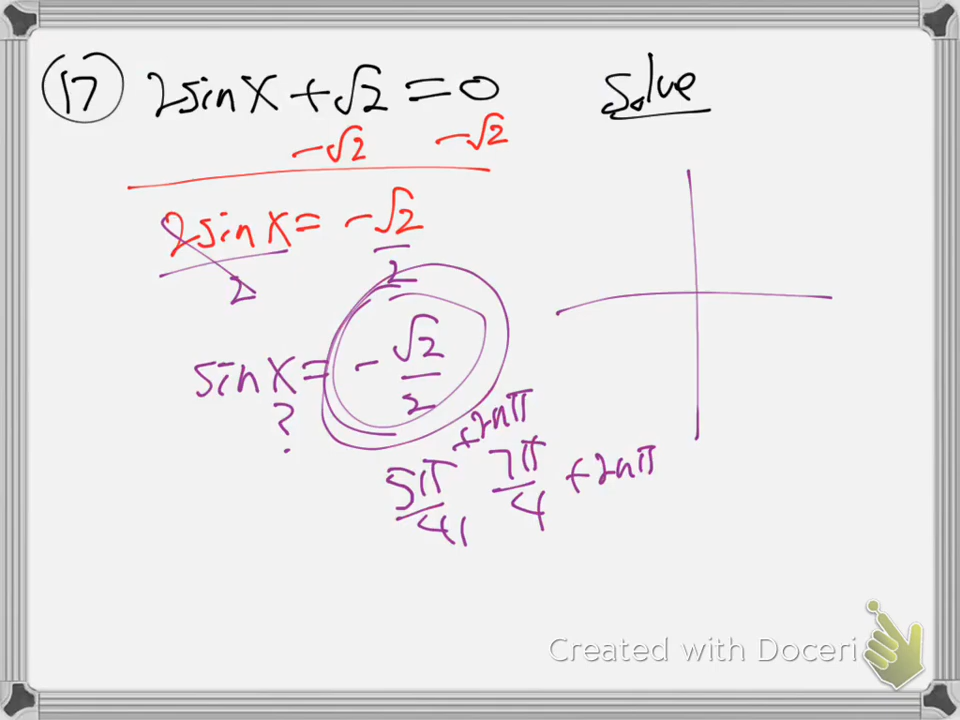 17 2sinx + √2 = 0 solve
-√2 -√2
2sinx = -√2
2 2
sinx = - √2/2
?
5π/4 + 2nπ, 7π/4 + 2nπ
Created with Doceri